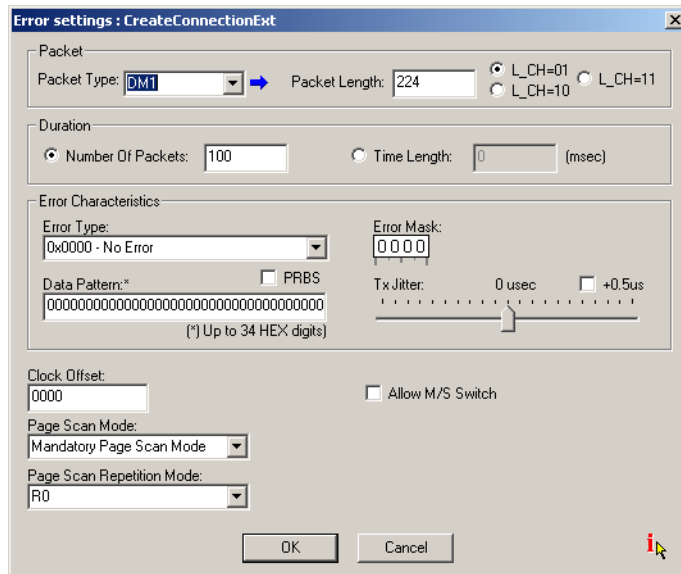 Error settings : CreateConnectionExt
Packet
Packet Type: DM1 Packet Length: 224 L_CH=01 L_CH=11
L_CH=10
Duration
Number Of Packets: 100 Time Length: 0 (msec)
Error Characteristics
Error Type: Error Mask:
0x0000 - No Error 0000
Data Pattern:* PRBS Tx Jitter: 0 usec +0.5us
0000000000000000000000000000000000
(*) Up to 34 HEX digits)
Clock Offset:
0000 Allow M/S Switch
Page Scan Mode:
Mandatory Page Scan Mode
Page Scan Repetition Mode:
R0
OK Cancel
i